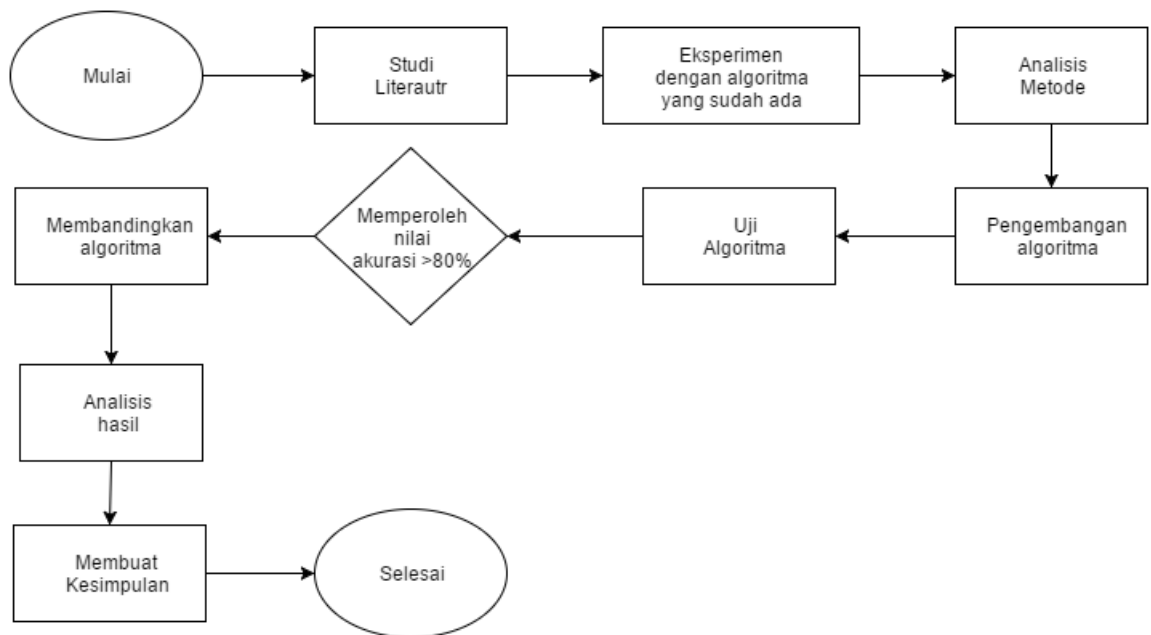 Mulai
Studi
Literautr
Eksperimen
dengan algoritma
yang sudah ada
Analisis
Metode
Membandingkan
algoritma
Memperoleh
nilai
akurasi >80%
Uji
Algoritma
Pengembangan
algoritma
Analisis
hasil
Membuat
Kesimpulan
Selesai